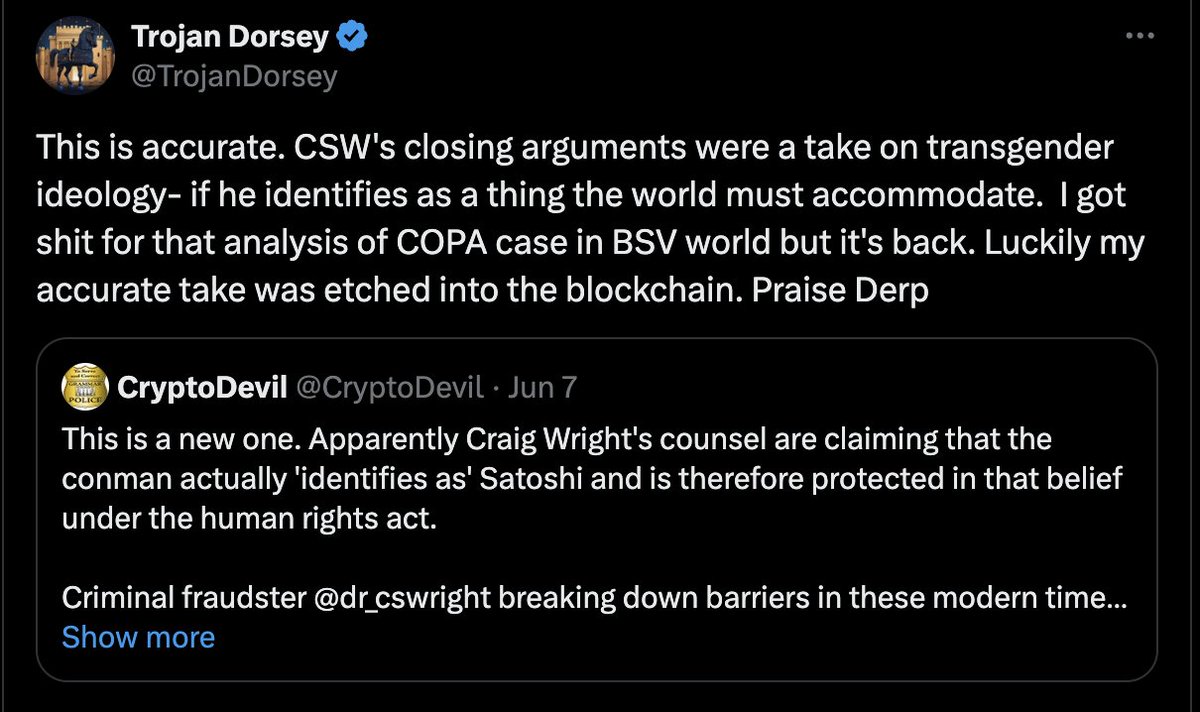 Trojan Dorsey
@TrojanDorsey
This is accurate. CSW's closing arguments were a take on transgender
ideology- if he identifies as a thing the world must accommodate.  I got
shit for that analysis of COPA case in BSV world but it's back. Luckily my
accurate take was etched into the blockchain. Praise Derp
GRAMMAR
POLICE
CryptoDevil @CryptoDevil · Jun 7
This is a new one. Apparently Craig Wright's counsel are claiming that the
conman actually 'identifies as' Satoshi and is therefore protected in that belief
under the human rights act.
Criminal fraudster @dr_cswright breaking down barriers in these modern time...
Show more